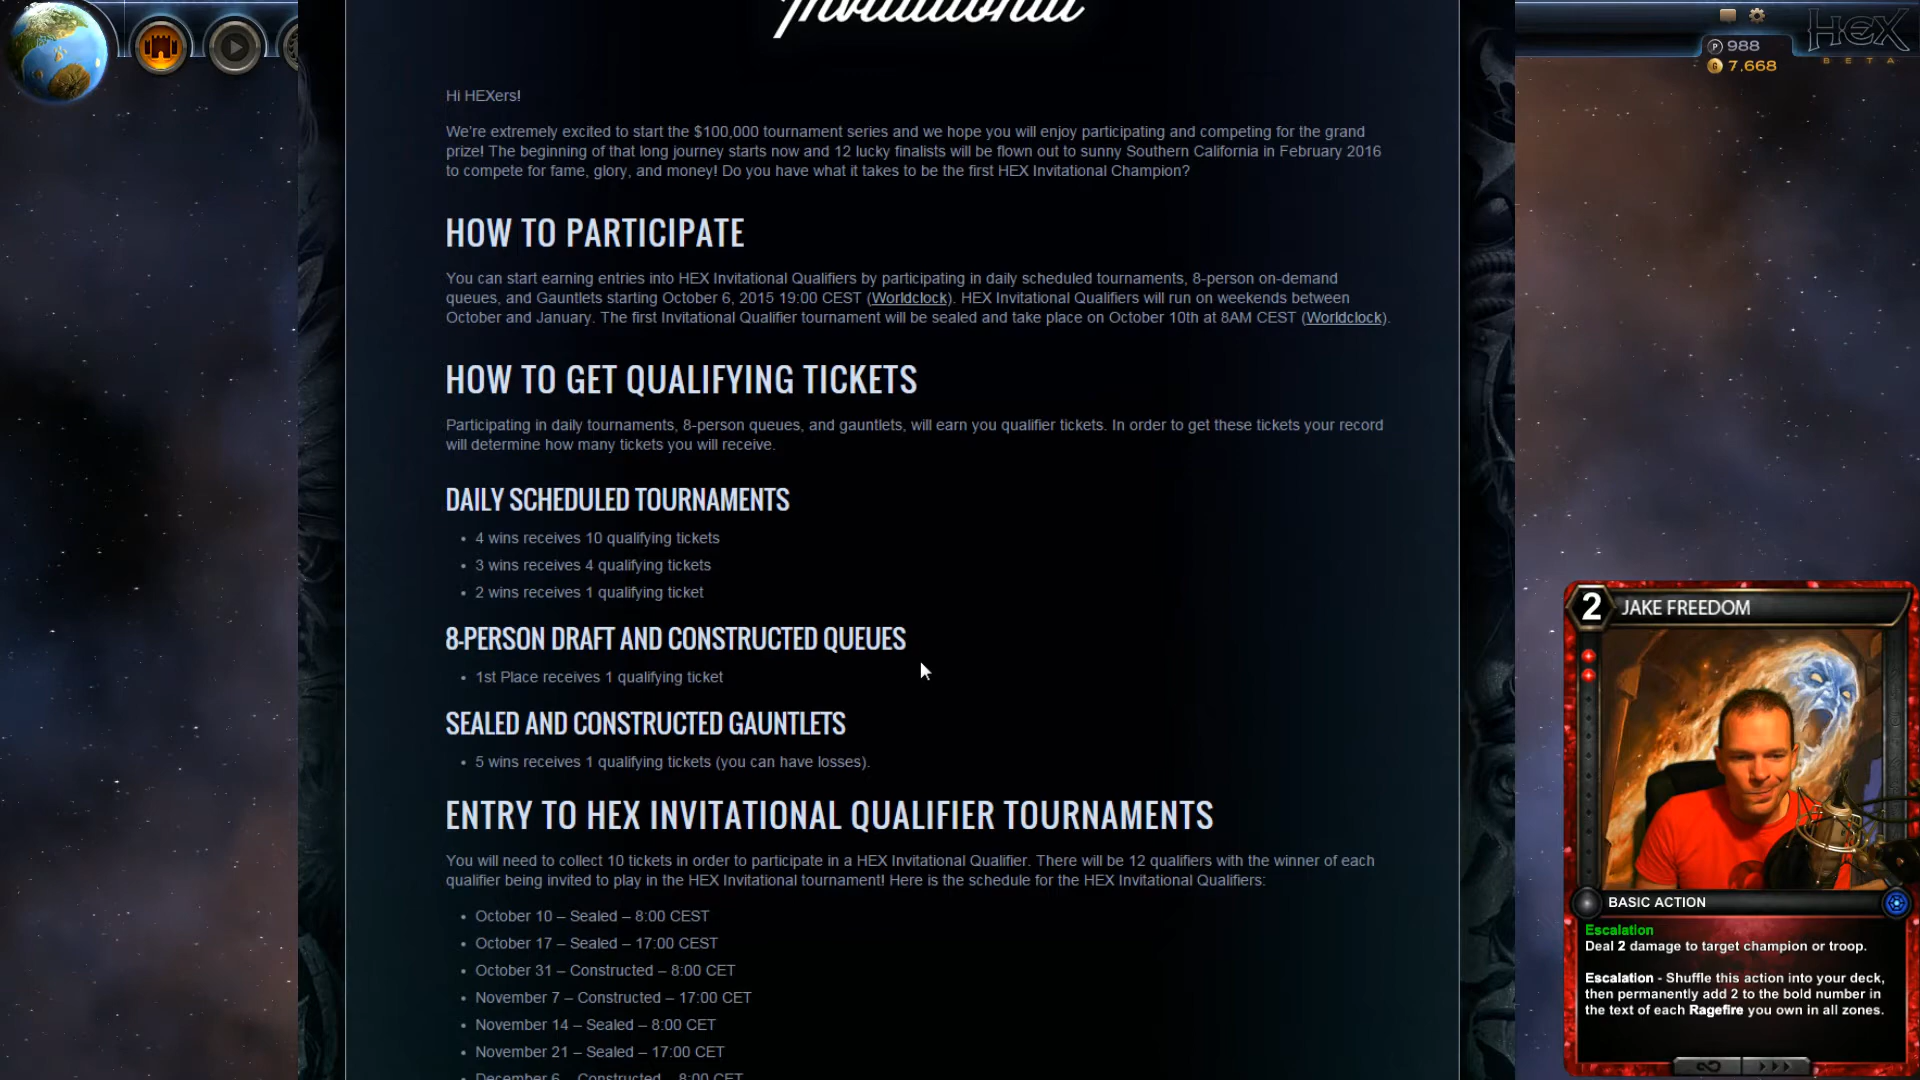 Invitational
HEX
BETA
P 988
G 7,668
Hi HEXers!
We're extremely excited to start the $100,000 tournament series and we hope you will enjoy participating and competing for the grand
prize! The beginning of that long journey starts now and 12 lucky finalists will be flown out to sunny Southern California in February 2016
to compete for fame, glory, and money! Do you have what it takes to be the first HEX Invitational Champion?
HOW TO PARTICIPATE
You can start earning entries into HEX Invitational Qualifiers by participating in daily scheduled tournaments, 8-person on-demand
queues, and Gauntlets starting October 6, 2015 19:00 CEST (Worldclock). HEX Invitational Qualifiers will run on weekends between
October and January. The first Invitational Qualifier tournament will be sealed and take place on October 10th at 8AM CEST (Worldclock).
HOW TO GET QUALIFYING TICKETS
Participating in daily tournaments, 8-person queues, and gauntlets, will earn you qualifier tickets. In order to get these tickets your record
will determine how many tickets you will receive.
DAILY SCHEDULED TOURNAMENTS
• 4 wins receives 10 qualifying tickets
• 3 wins receives 4 qualifying tickets
• 2 wins receives 1 qualifying ticket
8-PERSON DRAFT AND CONSTRUCTED QUEUES
• 1st Place receives 1 qualifying ticket
SEALED AND CONSTRUCTED GAUNTLETS
• 5 wins receives 1 qualifying tickets (you can have losses).
ENTRY TO HEX INVITATIONAL QUALIFIER TOURNAMENTS
You will need to collect 10 tickets in order to participate in a HEX Invitational Qualifier. There will be 12 qualifiers with the winner of each
qualifier being invited to play in the HEX Invitational tournament! Here is the schedule for the HEX Invitational Qualifiers:
• October 10 – Sealed – 8:00 CEST
• October 17 – Sealed – 17:00 CEST
• October 31 – Constructed – 8:00 CET
• November 7 – Constructed – 17:00 CET
• November 14 – Sealed – 8:00 CET
• November 21 – Sealed – 17:00 CET
• December 6 – Constructed – 8:00 CET
2 JAKE FREEDOM
BASIC ACTION
Escalation
Deal 2 damage to target champion or troop.
Escalation - Shuffle this action into your deck,
then permanently add 2 to the bold number in
the text of each Ragefire you own in all zones.